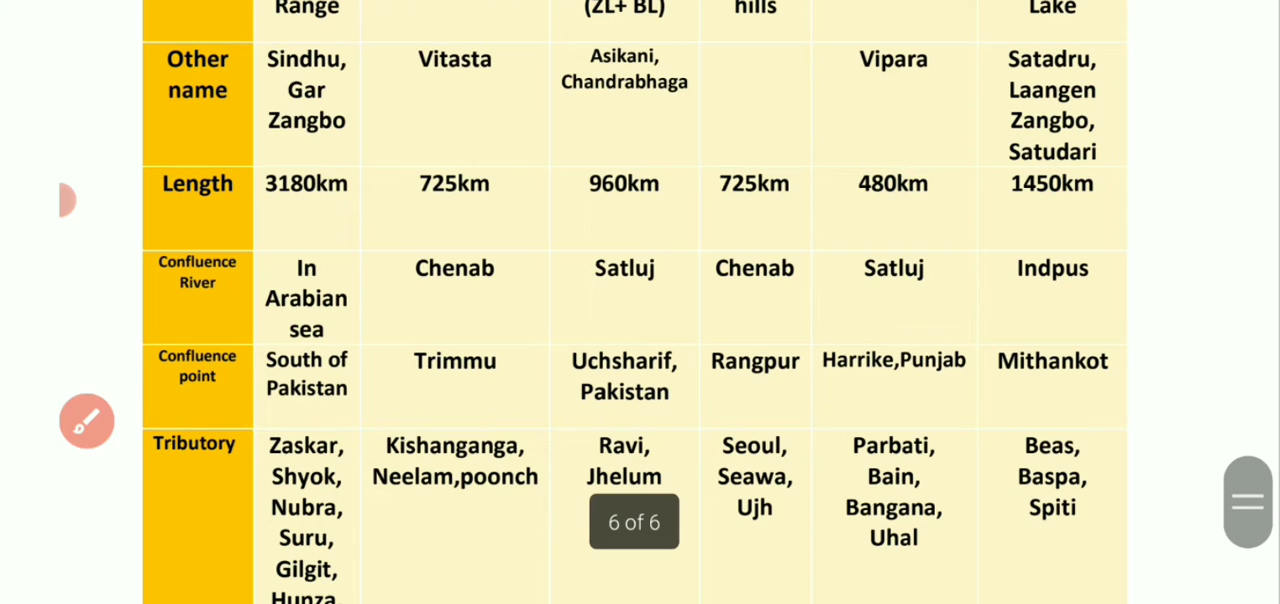 Range (ZL+ BL) hills Lake
Other name
Sindhu, Gar Zangbo
Vitasta
Asikani, Chandrabhaga
Vipara
Satadru, Laangen Zangbo, Satudari
Length 3180km 725km 960km 725km 480km 1450km
Confluence River
In Arabian sea
Chenab
Satluj
Chenab
Satluj
Indpus
Confluence point
South of Pakistan
Trimmu
Uchsharif, Pakistan
Rangpur
Harrike,Punjab
Mithankot
Tributory
Zaskar, Shyok, Nubra, Suru, Gilgit, Hunza,
Kishanganga, Neelam,poonch
Ravi, Jhelum
Seoul, Seawa, Ujh
Parbati, Bain, Bangana, Uhal
Beas, Baspa, Spiti
6 of 6